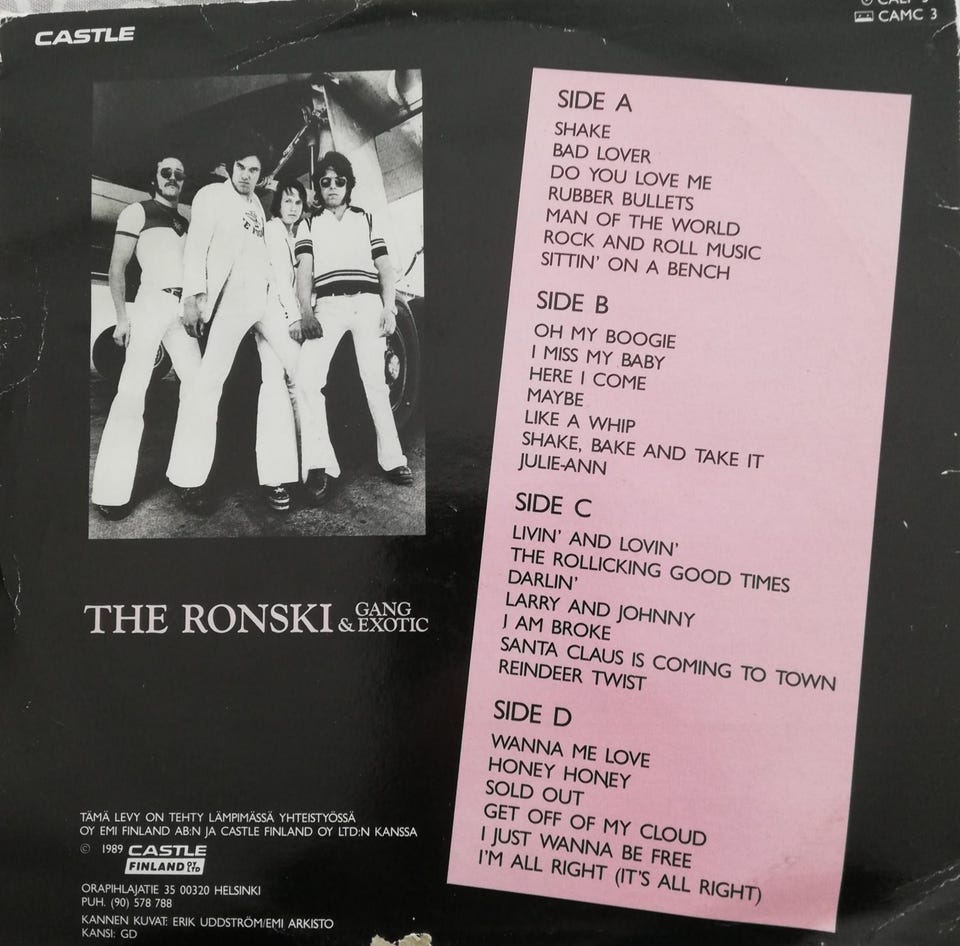 CASTLE
CAMC 3
SIDE A
SHAKE
BAD LOVER
DO YOU LOVE ME
RUBBER BULLETS
MAN OF THE WORLD
ROCK AND ROLL MUSIC
SITTIN' ON A BENCH
SIDE B
OH MY BOOGIE
I MISS MY BABY
HERE I COME
MAYBE
LIKE A WHIP
SHAKE, BAKE AND TAKE IT
JULIE-ANN
SIDE C
LIVIN' AND LOVIN'
THE ROLLICKING GOOD TIMES
DARLIN'
LARRY AND JOHNNY
I AM BROKE
SANTA CLAUS IS COMING TO TOWN
REINDEER TWIST
SIDE D
WANNA ME LOVE
HONEY HONEY
SOLD OUT
GET OFF OF MY CLOUD
I JUST WANNA BE FREE
I'M ALL RIGHT (IT'S ALL RIGHT)
THE RONSKI GANG & EXOTIC
TÄMÄ LEVY ON TEHTY LÄMPIMÄSSÄ YHTEISTYÖSSÄ
OY EMI FINLAND AB:N JA CASTLE FINLAND OY LTD:N KANSSA
© 1989 CASTLE
FINLAND OY LTD
ORAPIHLAJATIE 35 00320 HELSINKI
PUH. (90) 578 788
KANNEN KUVAT: ERIK UDDSTRÖM/EMI ARKISTO
KANSI: GD